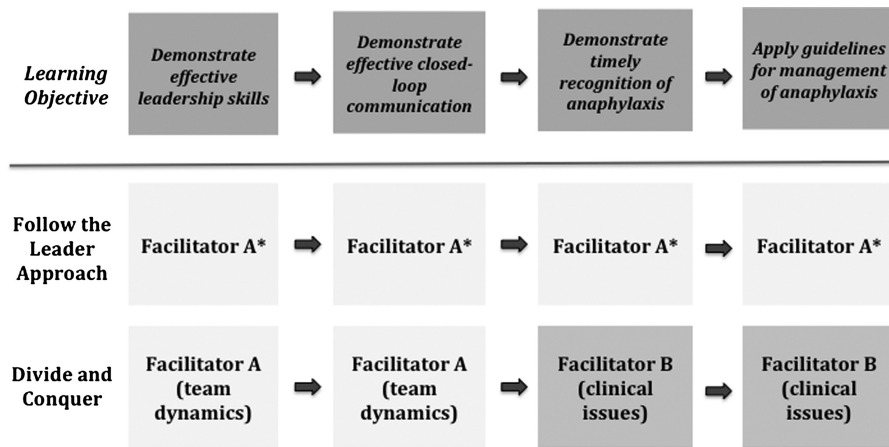 Learning
Objective
Demonstrate
effective
leadership skills
Demonstrate
effective closed-
loop
communication
Demonstrate
timely
recognition of
anaphylaxis
Apply guidelines
for management
of anaphylaxis
Follow the
Leader
Approach
Facilitator A*
Facilitator A*
Facilitator A*
Facilitator A*
Divide and
Conquer
Facilitator A
(team
dynamics)
Facilitator A
(team
dynamics)
Facilitator B
(clinical
issues)
Facilitator B
(clinical
issues)